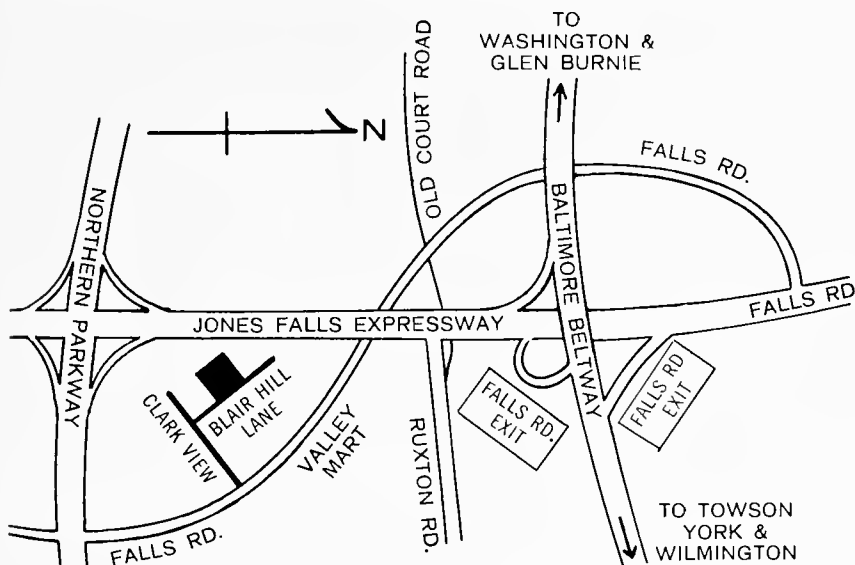 TO
WASHINGTON &
GLEN BURNIE
OLD COURT ROAD
N
FALLS RD.
NORTHERN PARKWAY
BALTIMORE BELTWAY
FALLS RD
JONES FALLS EXPRESSWAY
CLARK VIEW
BLAIR HILL
LANE
VALLEY
MART
RUXTON RD.
FALLS RD.
EXIT
FALLS RD
EXIT
FALLS RD.
TO TOWSON
YORK &
WILMINGTON